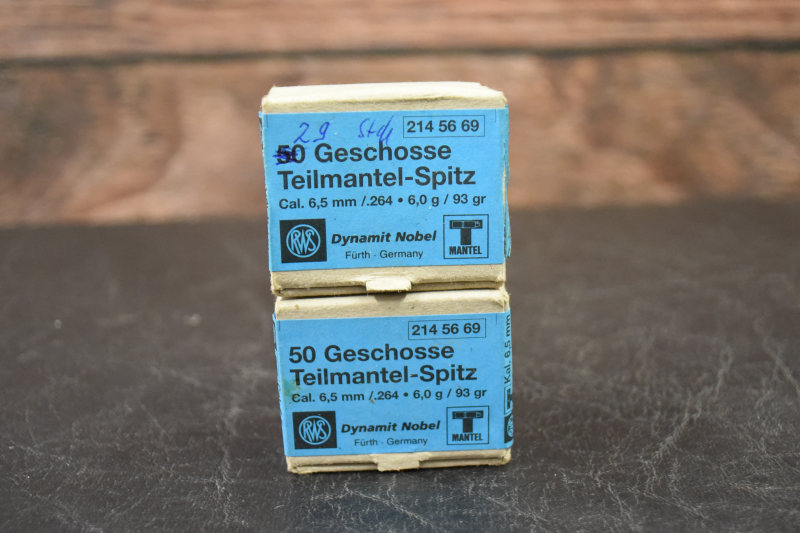 29 Stck
214 56 69
50 Geschosse
Teilmantel-Spitz
Cal. 6,5 mm /.264 • 6,0 g / 93 gr
RWS
Dynamit Nobel
Fürth - Germany
T
MANTEL
214 56 69
50 Geschosse
Teilmantel-Spitz
Cal. 6,5 mm /.264 • 6,0 g / 93 gr
RWS
Dynamit Nobel
Fürth - Germany
T
MANTEL
Kal. 6,5 mm